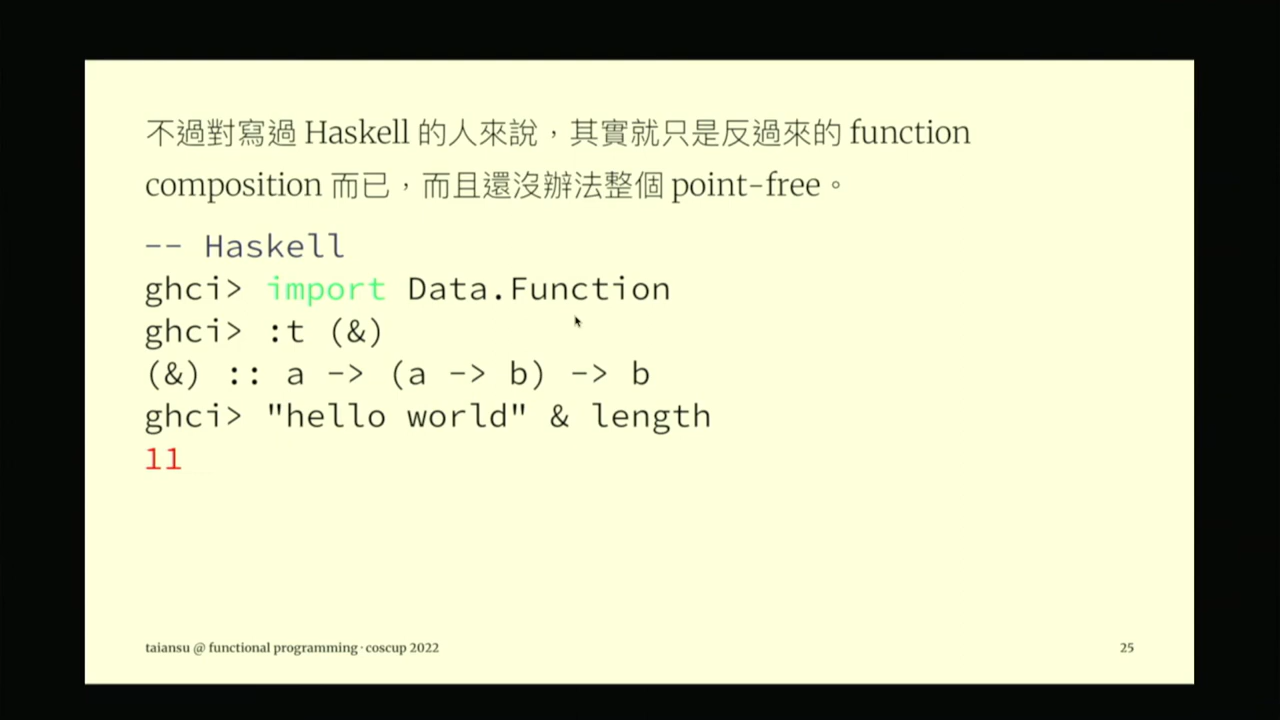 不過對寫過 Haskell 的人來說，其實就只是反過來的 function
composition 而已，而且還沒辦法整個 point-free。
-- Haskell
ghci> import Data.Function
ghci> :t (&)
(&) :: a -> (a -> b) -> b
ghci> "hello world" & length
11
taiansu @ functional programming · coscup 2022
25